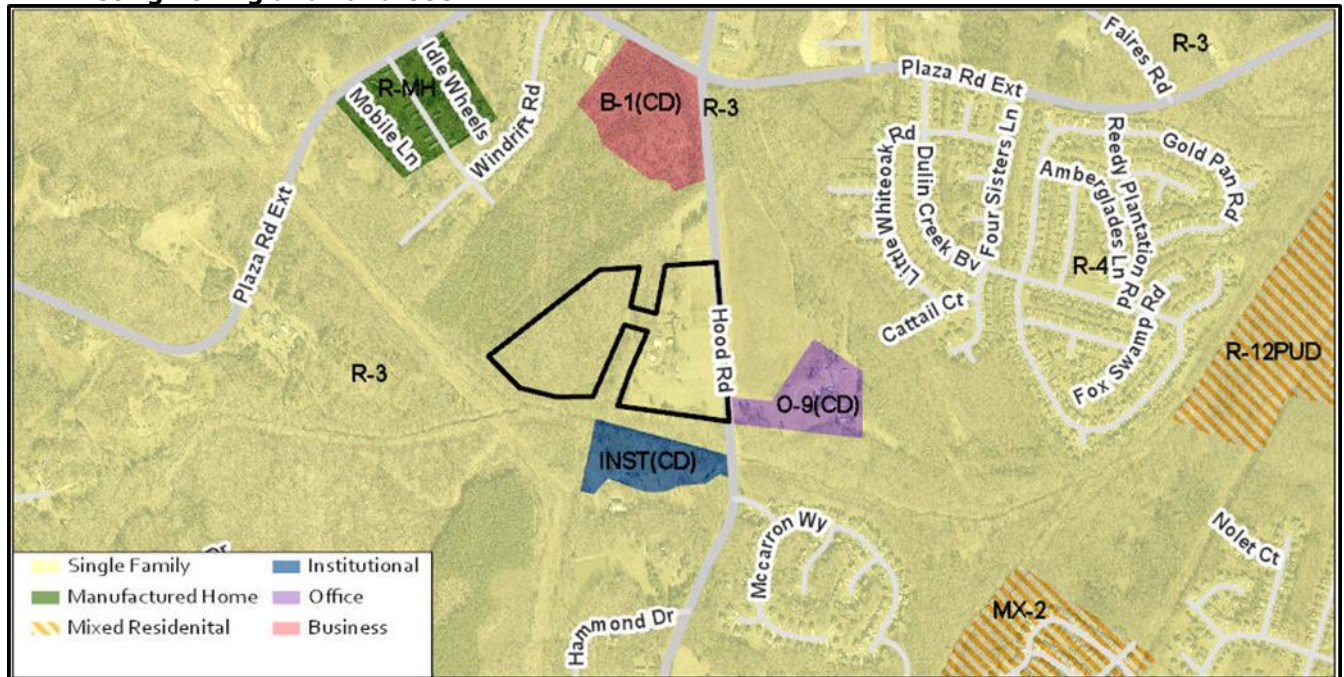 Faires Rd
R-3
Idle Wheels
Plaza Rd Ext
R-MH
B-1(CD)
R-3
Mobile Ln
Windrift Rd
Gold Pan Rd
Reedy Plantation Rd
Four Sisters Ln
Amberglades Ln
Little Whiteoak Rd
Dulin Creek Bv
Plaza Rd Ext
R-4
Hood Rd
Cattail Ct
Fox Swamp Rd
R-12PUD
R-3
O-9(CD)
INST(CD)
Mccarron Wy
Nolet Ct
Hammond Dr
MX-2
Single Family
Institutional
Manufactured Home
Office
Mixed Residenital
Business